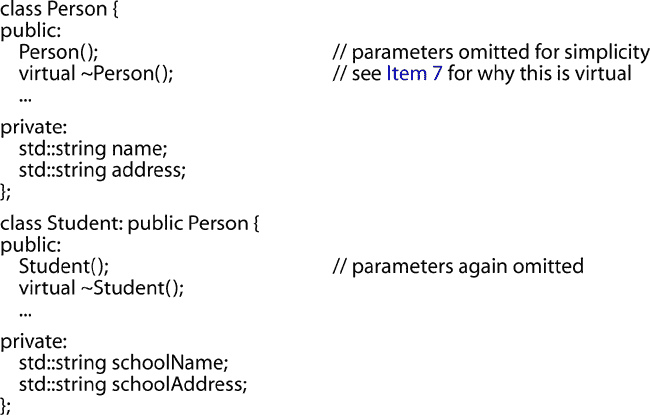 class Person {
public:
Person(); // parameters omitted for simplicity
virtual ~Person(); // see Item 7 for why this is virtual
...
private:
std::string name;
std::string address;
};
class Student: public Person {
public:
Student(); // parameters again omitted
virtual ~Student();
...
private:
std::string schoolName;
std::string schoolAddress;
};